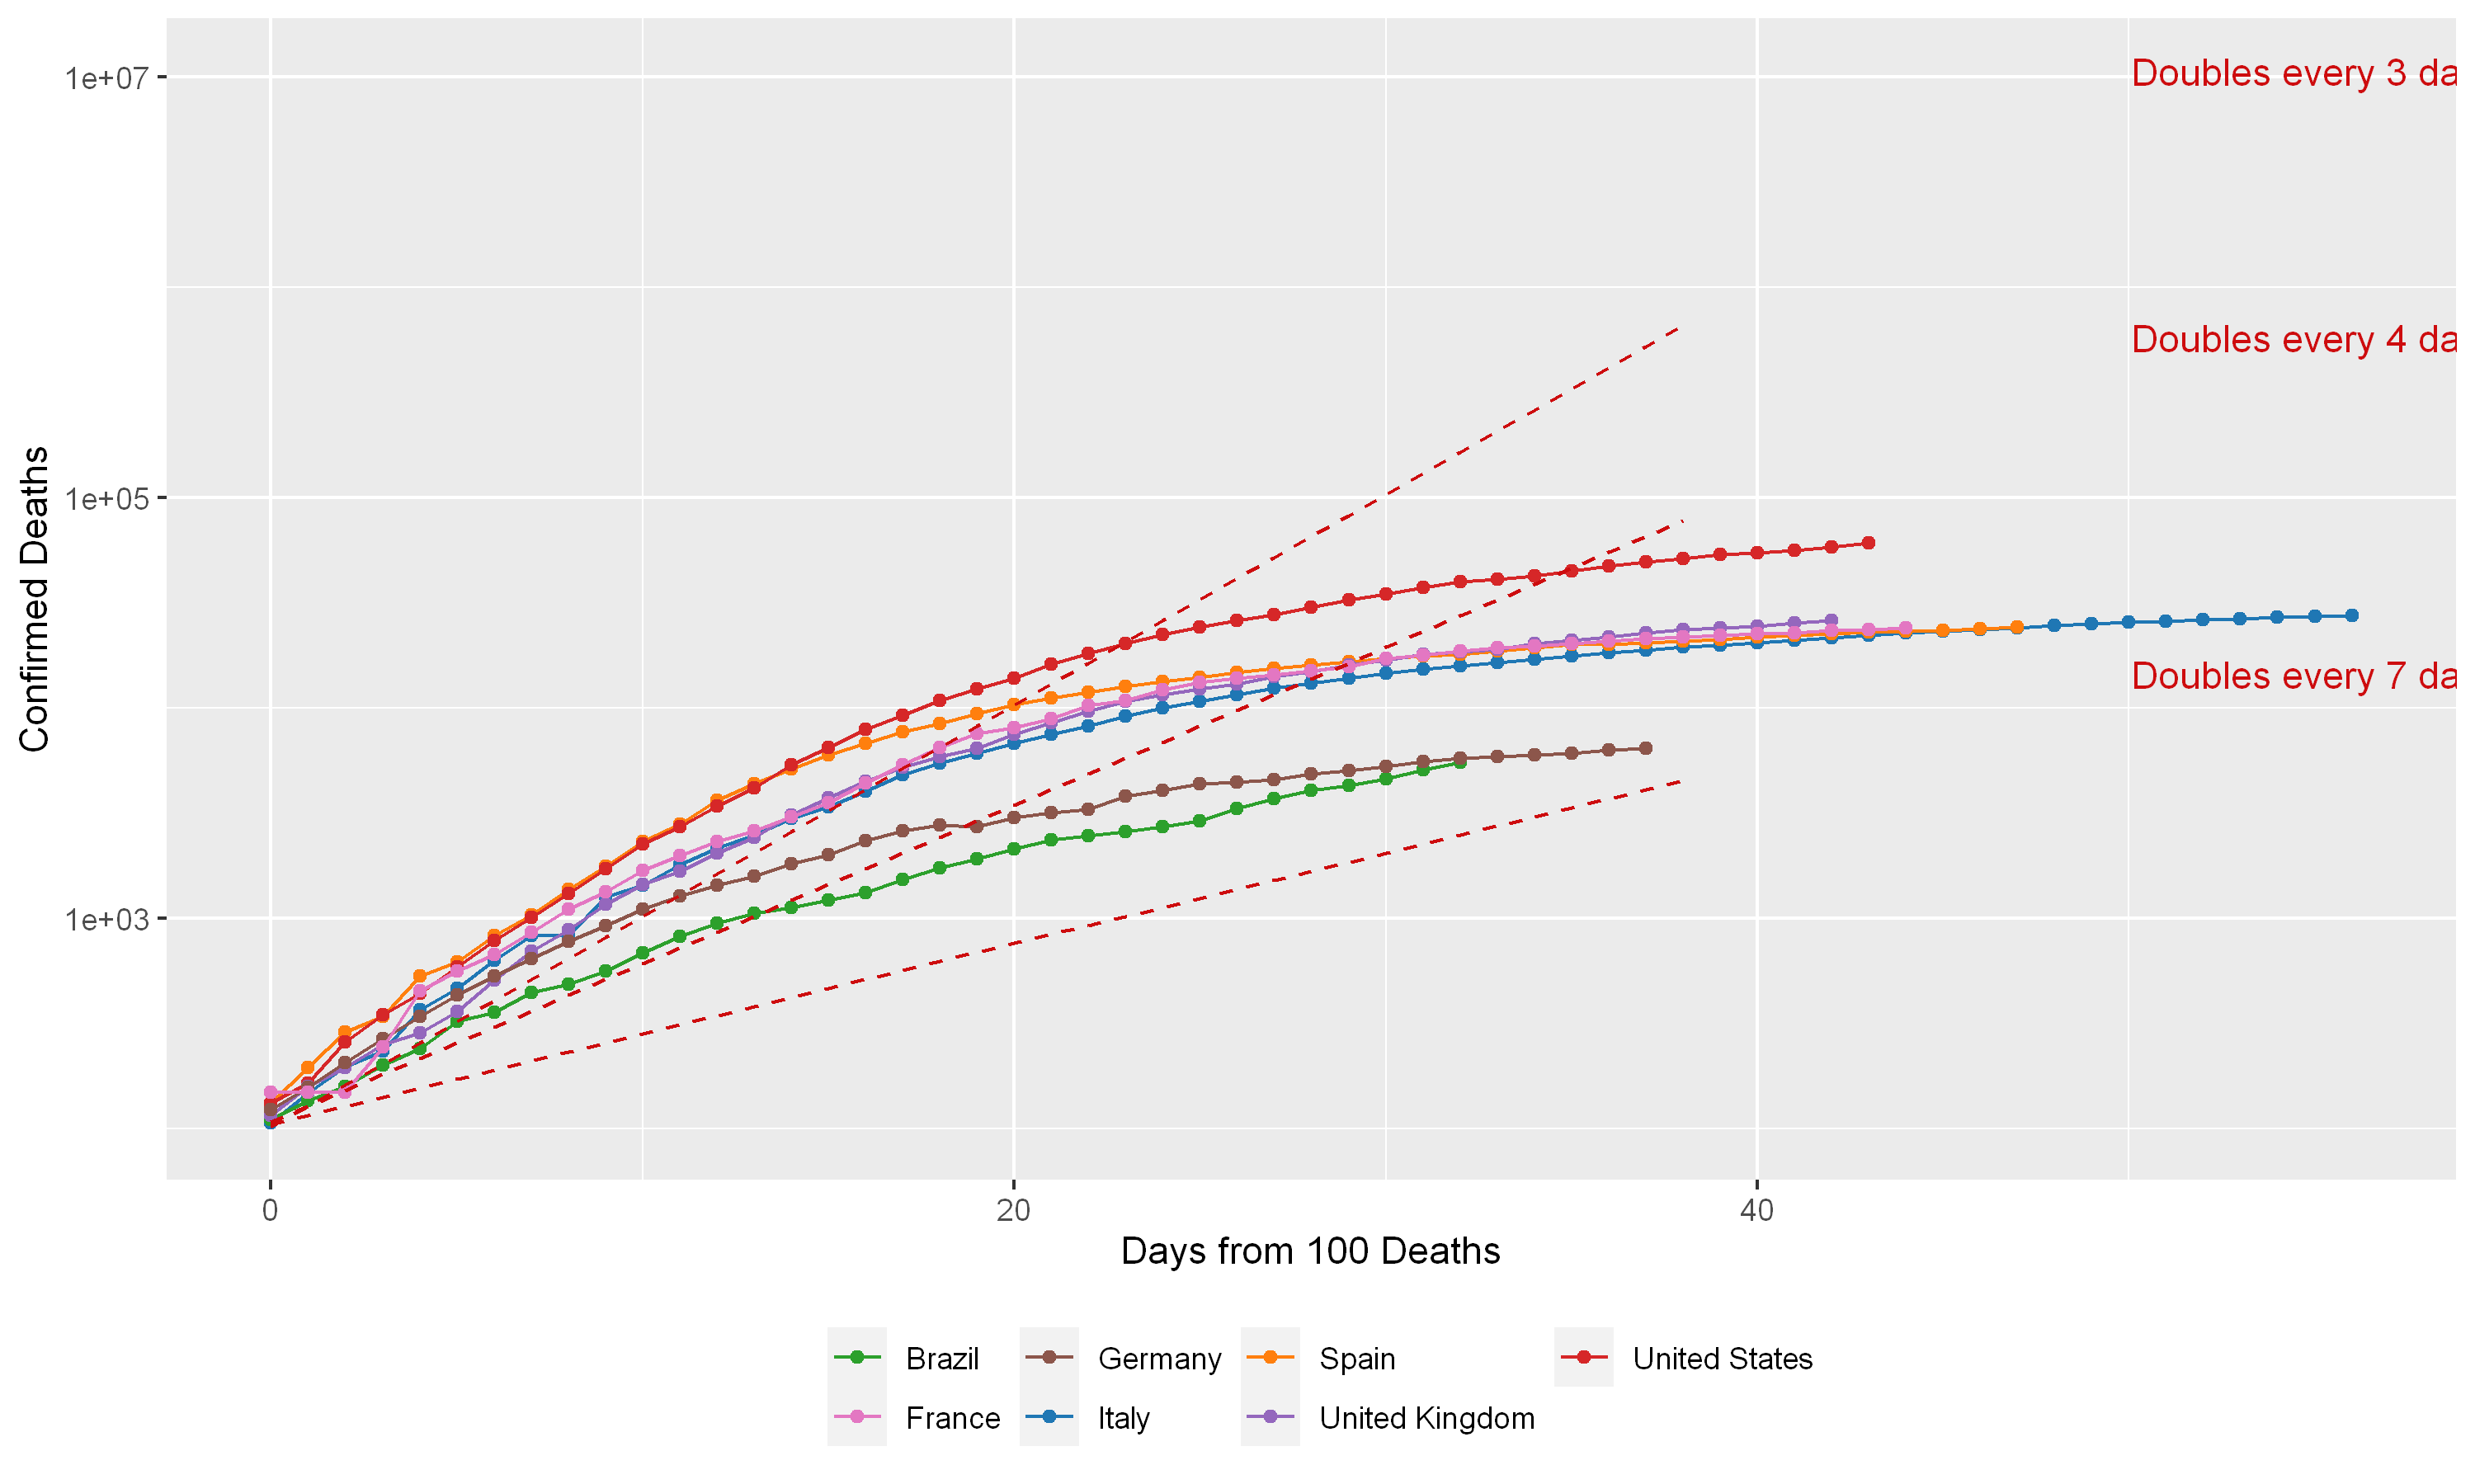 1e+07
1e+05
1e+03
Confirmed Deaths
Doubles every 3 da
Doubles every 4 da
Doubles every 7 da
0 20 40
Days from 100 Deaths
Brazil Germany Spain United States
France Italy United Kingdom